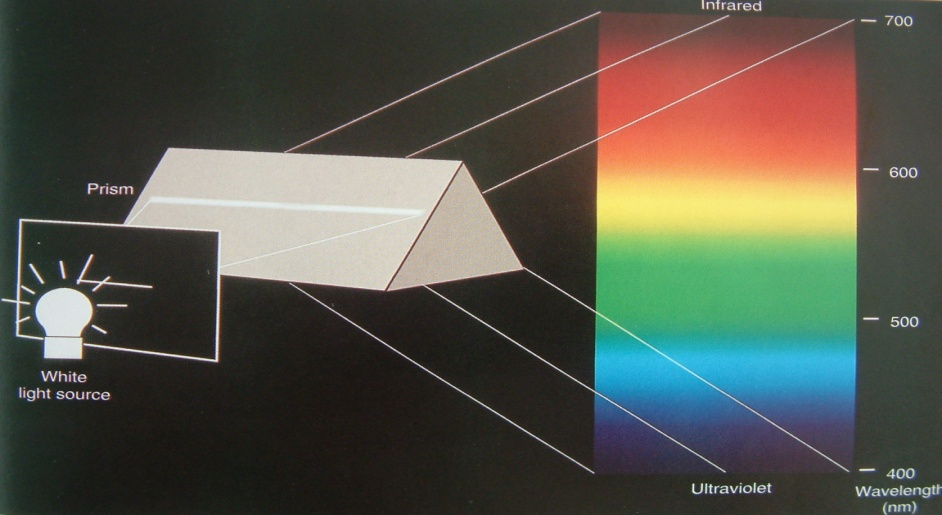 Infrared
700
Prism
600
500
White
light source
400
Ultraviolet
Wavelength
(nm)